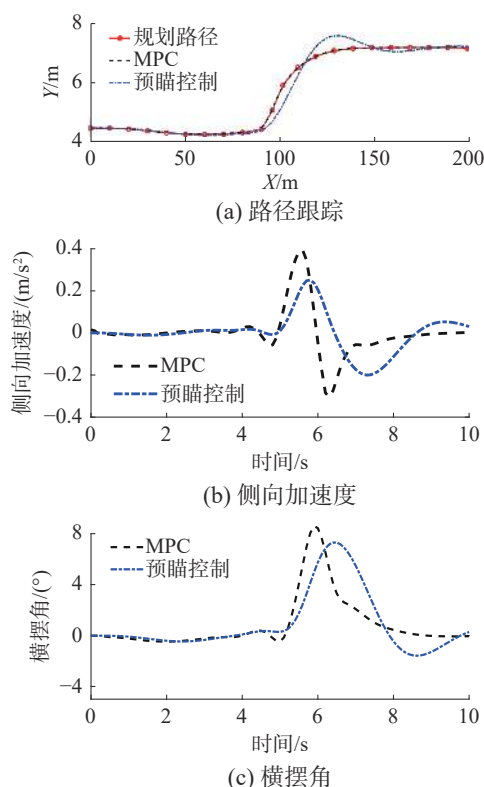 规划路径
MPC
预瞄控制
Y/m
8
6
4
0
50
100
150
200
X/m
(a) 路径跟踪
侧向加速度/(m/s²)
0.4
0.2
0
−0.2
−0.4
MPC
预瞄控制
0
2
4
6
8
10
时间/s
(b) 侧向加速度
横摆角/(°)
8
4
0
−4
MPC
预瞄控制
0
2
4
6
8
10
时间/s
(c) 横摆角